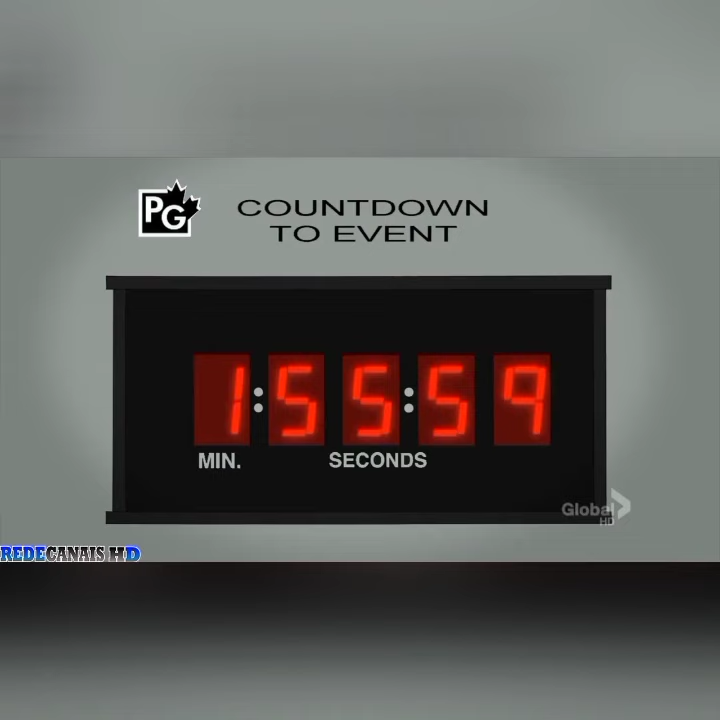 PG
COUNTDOWN
TO EVENT
1:55:59
MIN. SECONDS
Global
HD
REDECANAIS HD